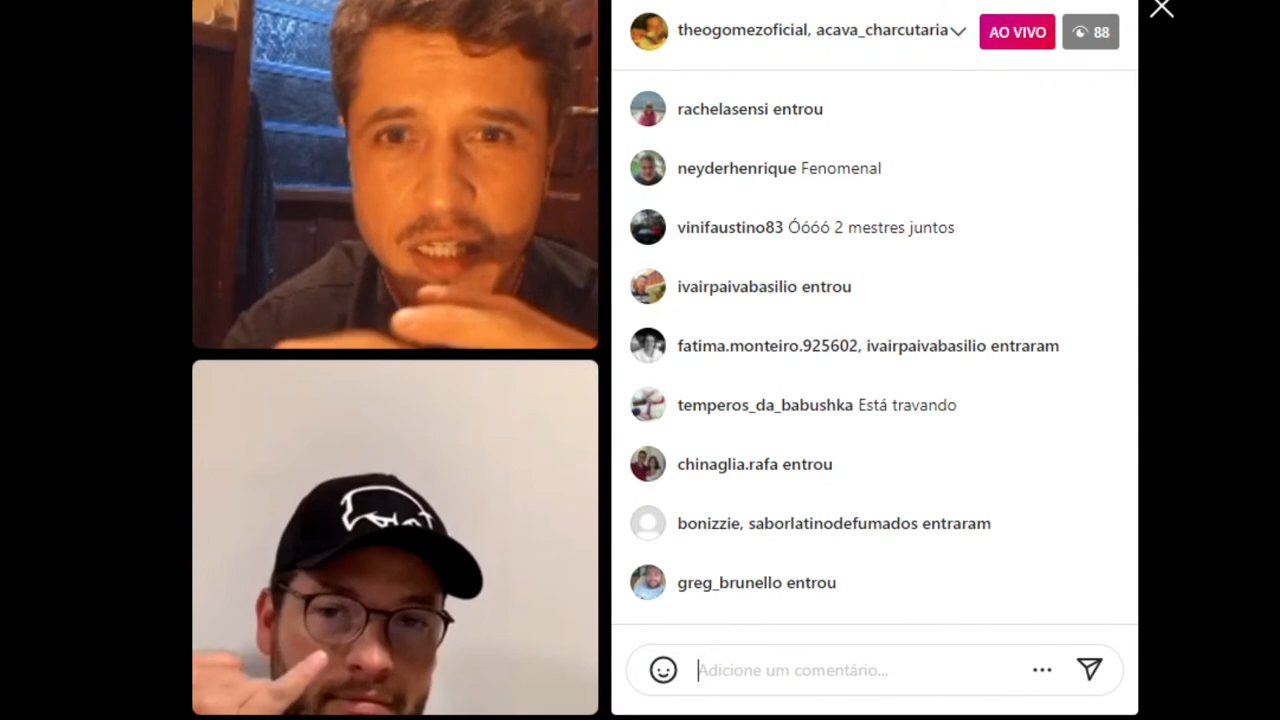 theogomezoficial, acava_charcutaria
AO VIVO
88
rachelasensi entrou
neyderhenrique Fenomenal
vinifaustino83 Óóóó 2 mestres juntos
ivairpaivabasilio entrou
fatima.monteiro.925602, ivairpaivabasilio entraram
temperos_da_babushka Está travando
chinaglia.rafa entrou
bonizzie, saborlatinodefumados entraram
greg_brunello entrou
Adicione um comentário...